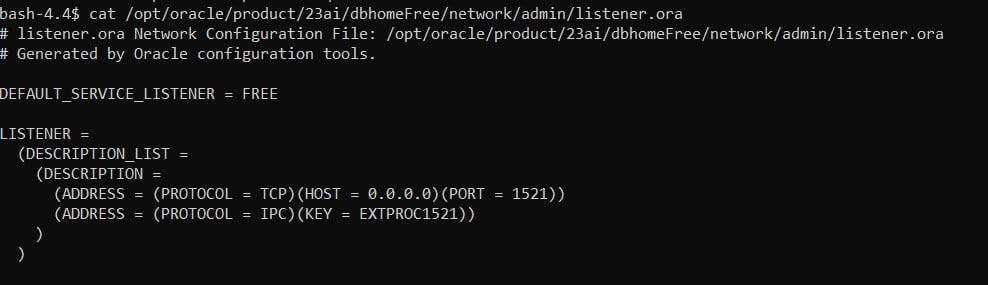 bash-4.4$ cat /opt/oracle/product/23ai/dbhomeFree/network/admin/listener.ora
# listener.ora Network Configuration File: /opt/oracle/product/23ai/dbhomeFree/network/admin/listener.ora
# Generated by Oracle configuration tools.

DEFAULT_SERVICE_LISTENER = FREE

LISTENER =
  (DESCRIPTION_LIST =
    (DESCRIPTION =
      (ADDRESS = (PROTOCOL = TCP)(HOST = 0.0.0.0)(PORT = 1521))
      (ADDRESS = (PROTOCOL = IPC)(KEY = EXTPROC1521))
    )
  )